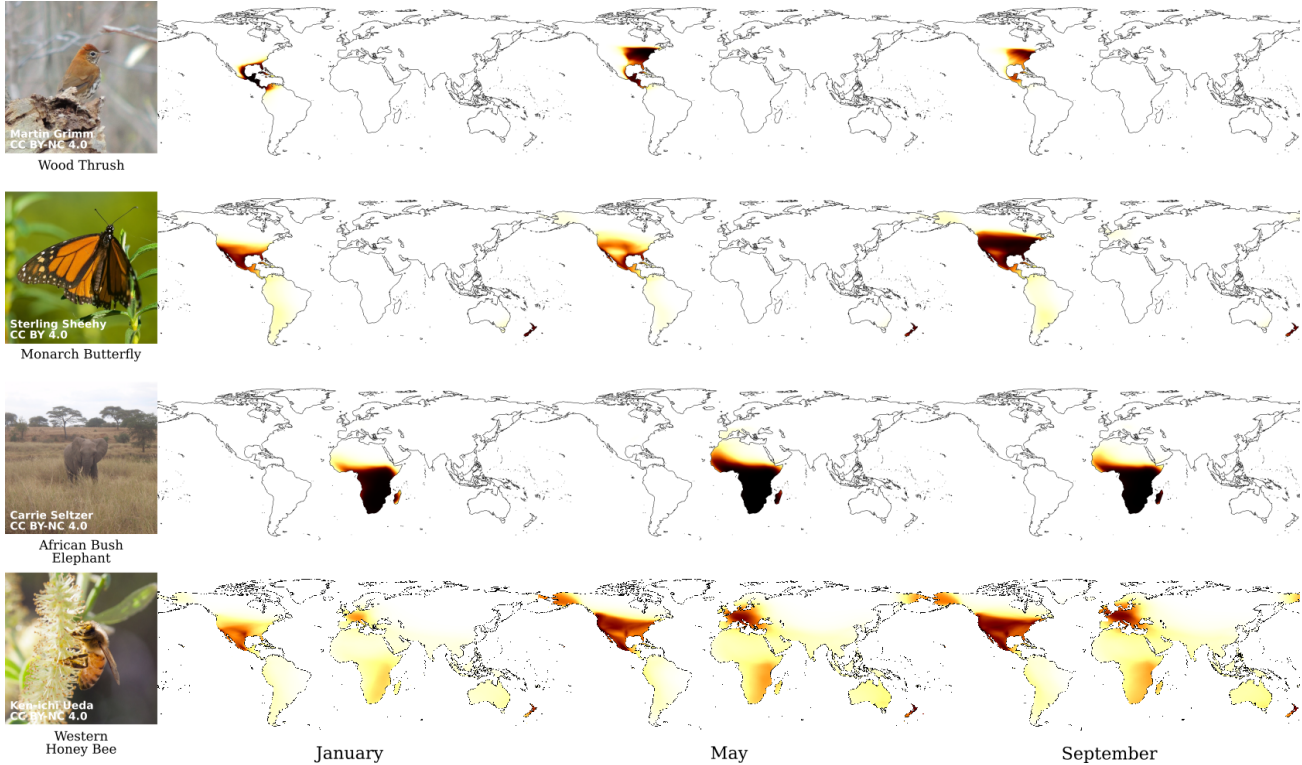 Martin Grimm
CC BY-NC 4.0
Wood Thrush
Sterling Sheehy
CC BY 4.0
Monarch Butterfly
Carrie Seltzer
CC BY-NC 4.0
African Bush
Elephant
Ken-ichi Ueda
CC BY-NC 4.0
Western
Honey Bee
January
May
September